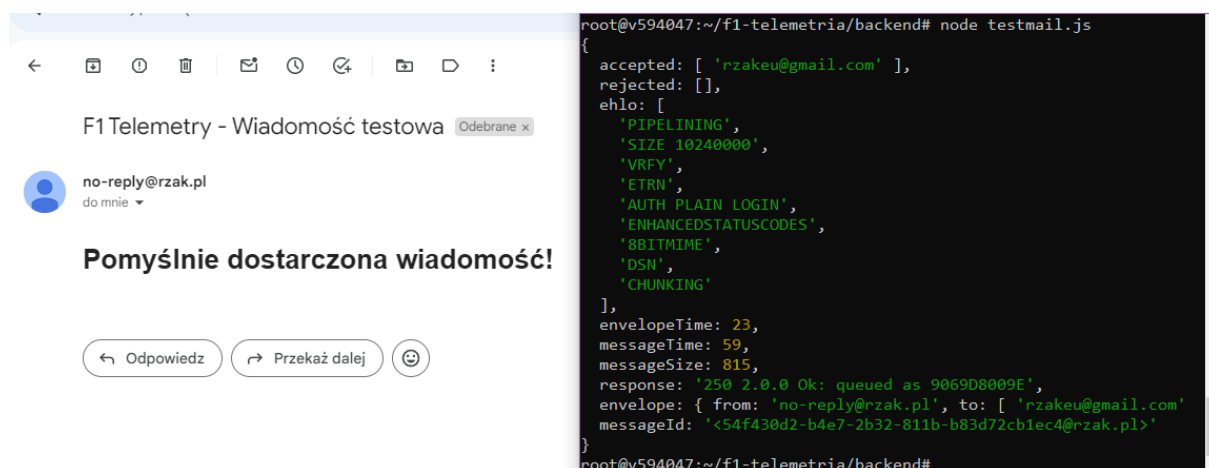 F1 Telemetry - Wiadomość testowa Odebrane ×
no-reply@rzak.pl
do mnie
Pomyślnie dostarczona wiadomość!
Odpowiedz
Przekaż dalej
root@v594047:~/f1-telemetria/backend# node testmail.js
{
accepted: [ 'rzakeu@gmail.com' ],
rejected: [],
ehlo: [
'PIPELINING',
'SIZE 10240000',
'VRFY',
'ETRN',
'AUTH PLAIN LOGIN',
'ENHANCEDSTATUSCODES',
'8BITMIME',
'DSN',
'CHUNKING'
],
envelopeTime: 23,
messageTime: 59,
messageSize: 815,
response: '250 2.0.0 Ok: queued as 9069D8009E',
envelope: { from: 'no-reply@rzak.pl', to: [ 'rzakeu@gmail.com'
messageId: '<54f430d2-b4e7-2b32-811b-b83d72cb1ec4@rzak.pl>'
}
root@v594047:~/f1-telemetria/backend#